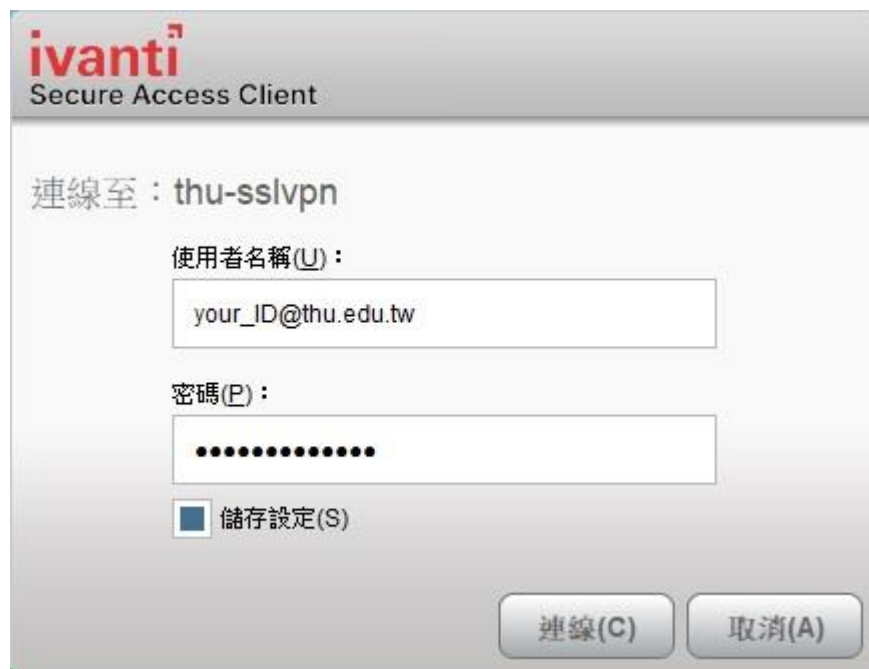 ivanti
Secure Access Client
連線至：thu-sslvpn
使用者名稱(U)：
your_ID@thu.edu.tw
密碼(P)：
•••••••••••••
儲存設定(S)
連線(C) 取消(A)